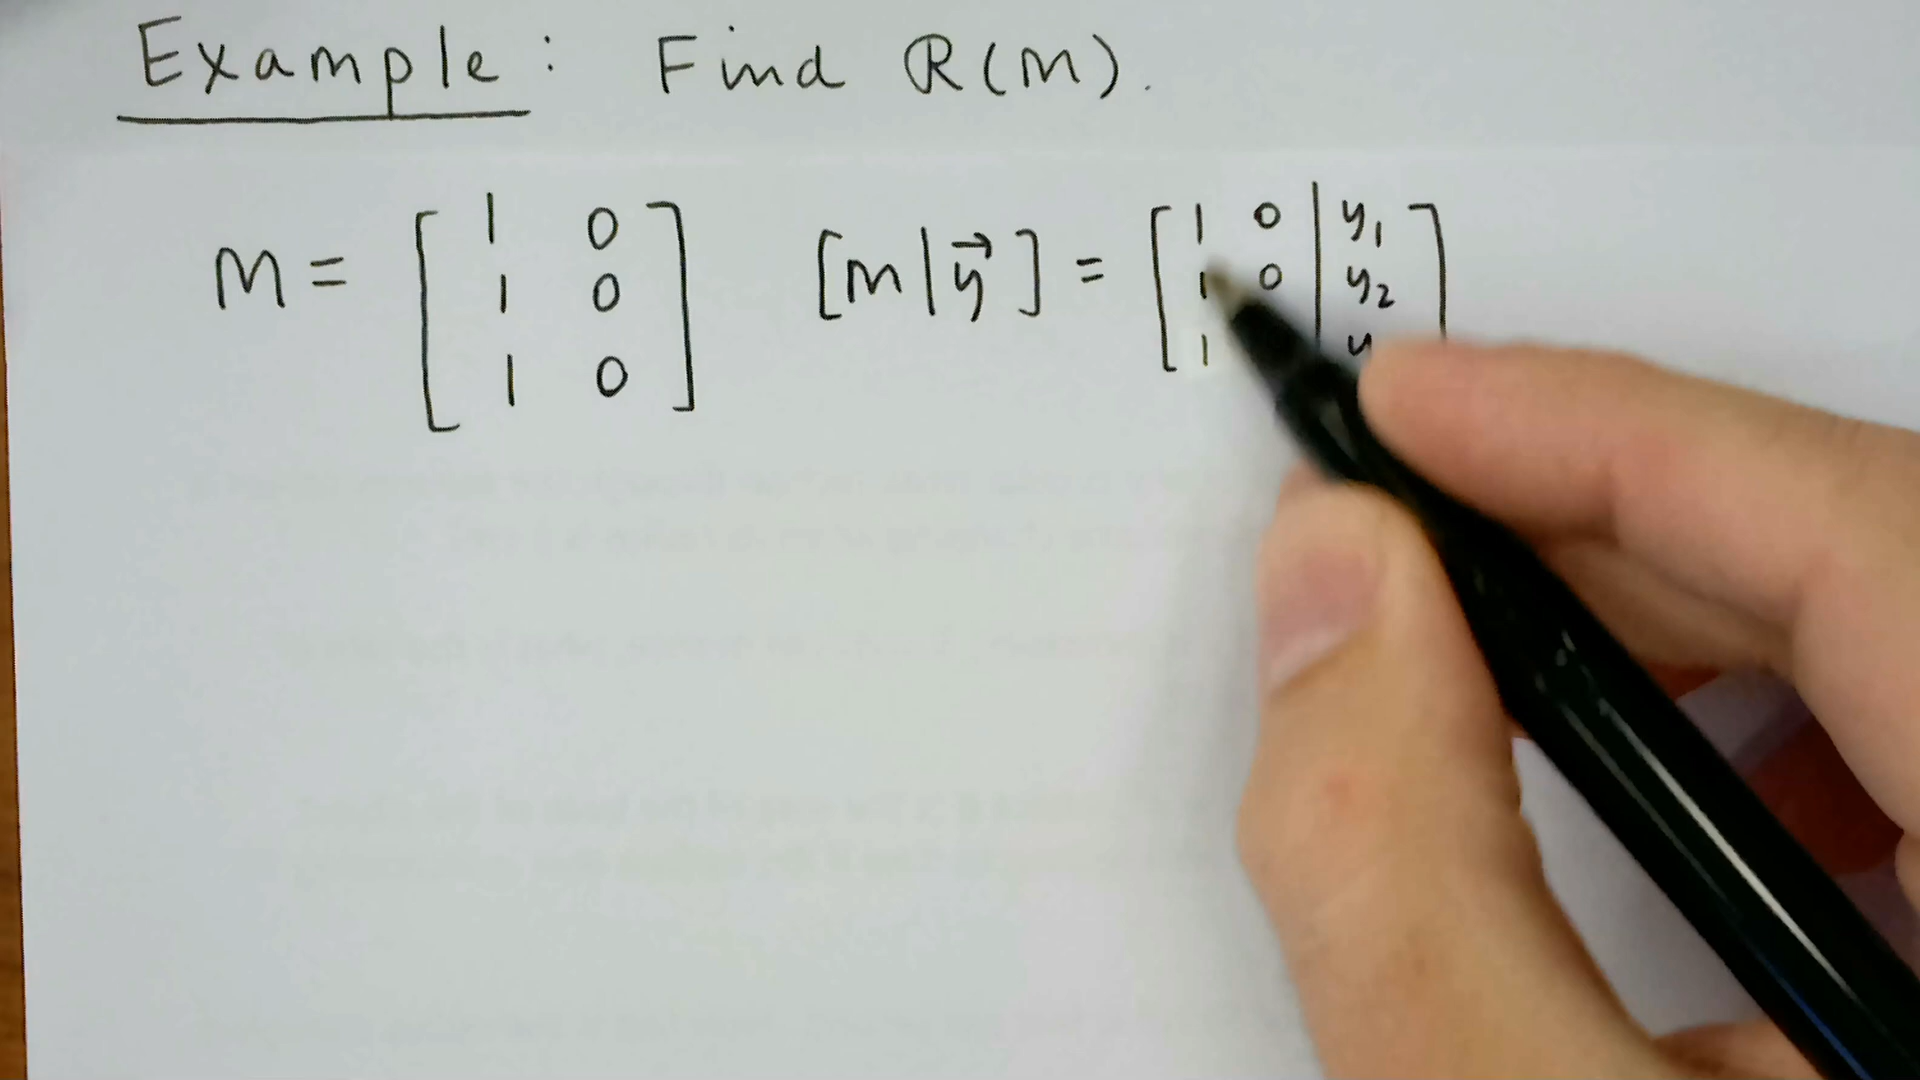 Example: Find R(M).
M = [ 1 0 [M|y⃗] = [ 1 0 | y₁ ]
1 0 1 0 | y₂
1 0 ] 1 y